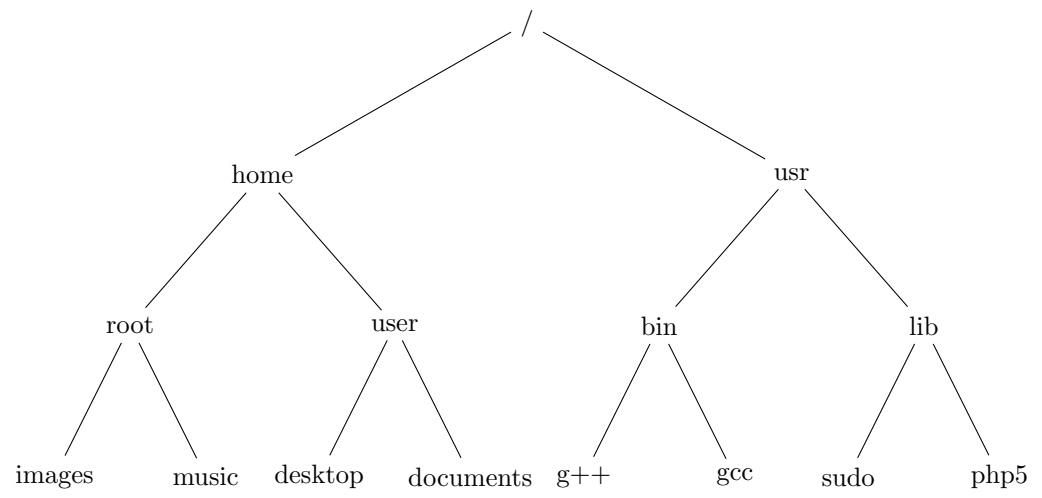 /
home usr
root user bin lib
images music desktop documents g++ gcc sudo php5